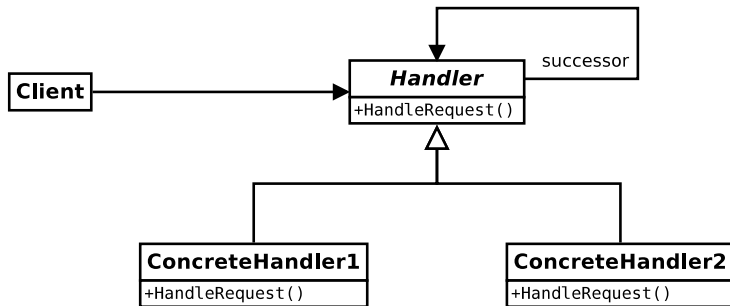 successor
Handler
Client
+HandleRequest()
ConcreteHandler1
+HandleRequest()
ConcreteHandler2
+HandleRequest()